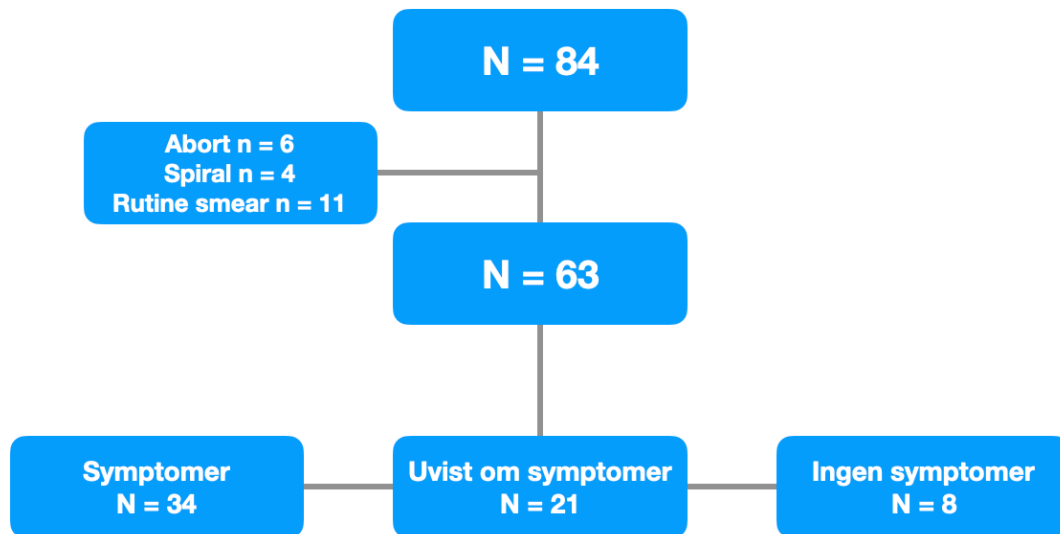 N = 84
Abort n = 6
Spiral n = 4
Rutine smear n = 11
N = 63
Symptomer
N = 34
Uvist om symptomer
N = 21
Ingen symptomer
N = 8